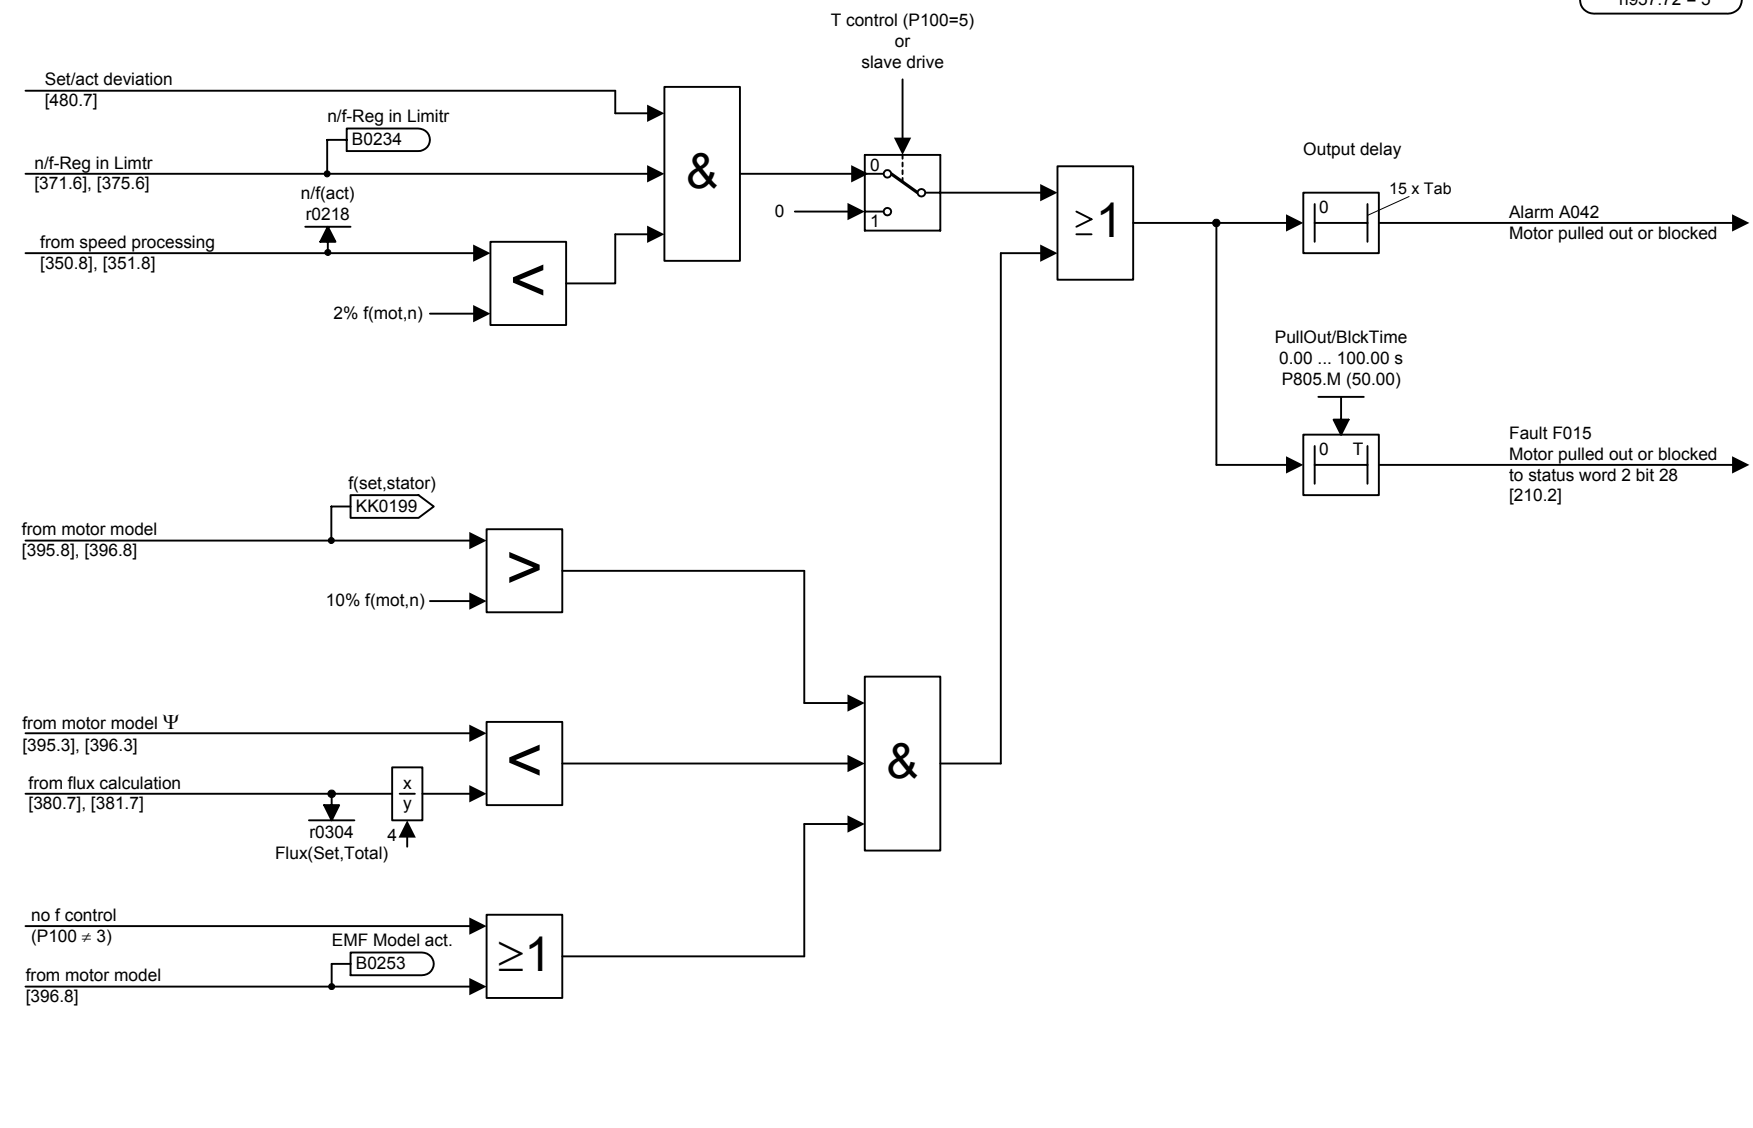 T control (P100=5)
or
slave drive
Set/act deviation
[480.7]
n/f-Reg in Limitr
B0234
n/f-Reg in Limtr
[371.6], [375.6]
n/f(act)
r0218
from speed processing
[350.8], [351.8]
<
2% f(mot,n)
&
0
0
1
≥1
Output delay
0
15 x Tab
Alarm A042
Motor pulled out or blocked
PullOut/BlckTime
0.00 ... 100.00 s
P805.M (50.00)
0 T
Fault F015
Motor pulled out or blocked
to status word 2 bit 28
[210.2]
f(set,stator)
KK0199
from motor model
[395.8], [396.8]
>
10% f(mot,n)
from motor model Ψ
[395.3], [396.3]
<
from flux calculation
[380.7], [381.7]
x
y
4
r0304
Flux(Set,Total)
&
no f control
(P100 ≠ 3)
EMF Model act.
B0253
from motor model
[396.8]
≥1